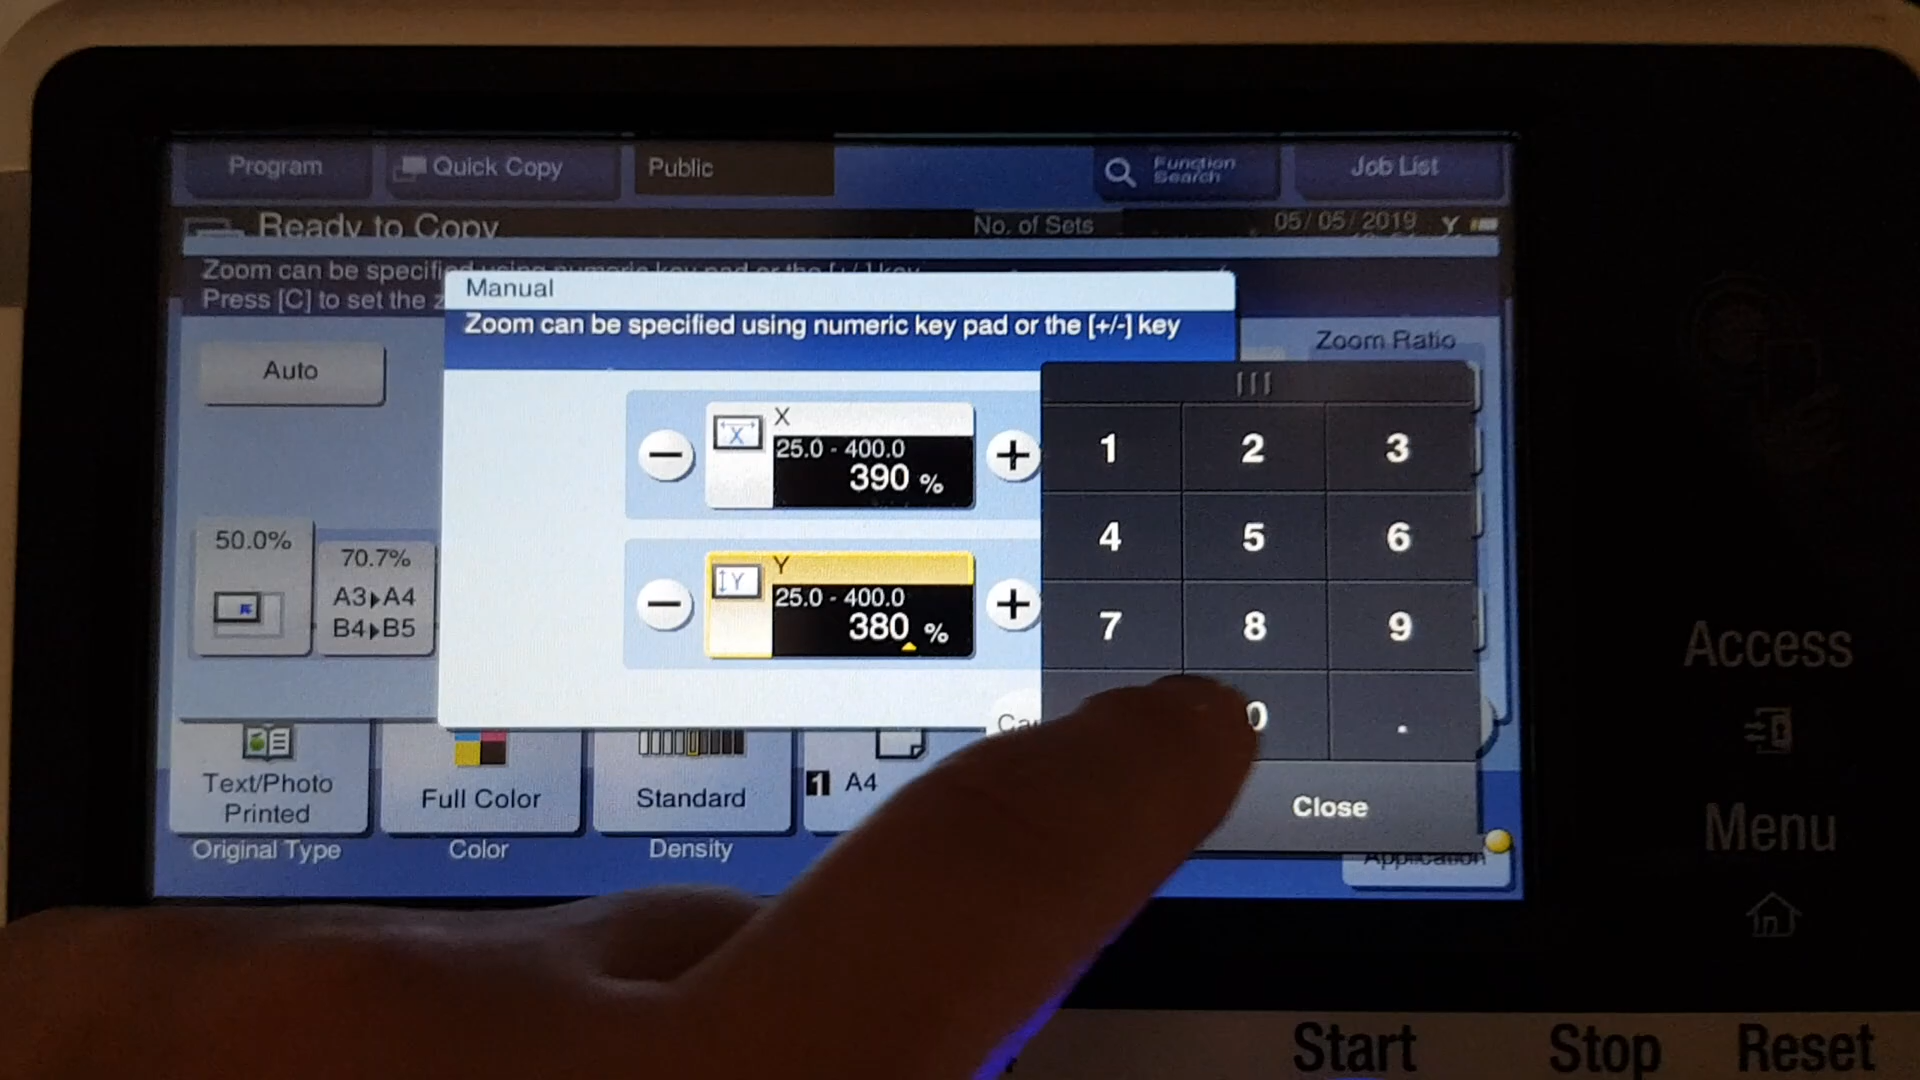 Program
Quick Copy
Public
Function
Search
Job List
Ready to Copy
No. of Sets
05/05/2019
Y
Zoom can be specified using numeric key pad or the [+/-] key
Press [C] to set the z
Manual
Zoom can be specified using numeric key pad or the [+/-] key
Zoom Ratio
Auto
X
X
25.0 - 400.0
390 %
Y
Y
25.0 - 400.0
380 %
− +
− +
1 2 3
4 5 6
7 8 9
0 .
Close
50.0%
70.7%
A3▶A4
B4▶B5
Ca
Text/Photo
Printed
Full Color
Standard
1 A4
Original Type
Color
Density
Application
Access
Menu
Start
Stop
Reset